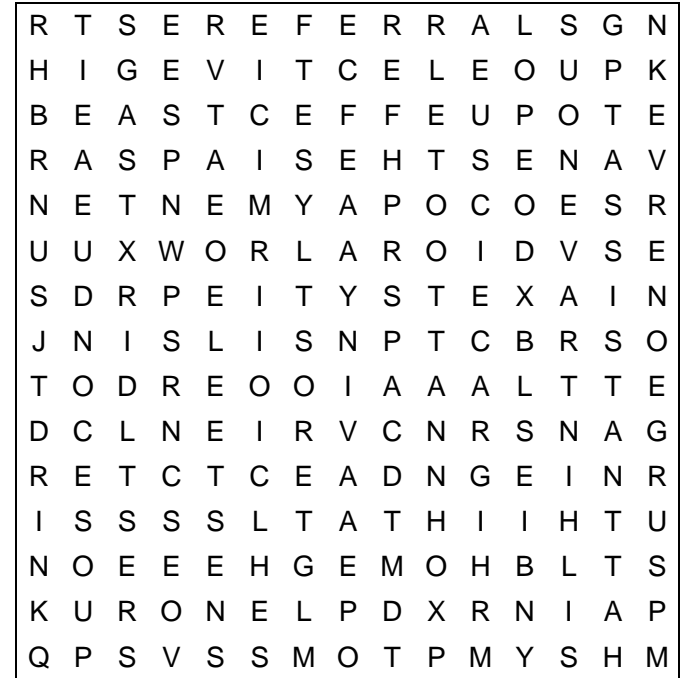 R T S E R E F E R R A L S G N
H I G E V I T C E L E O U P K
B E A S T C E F F E U P O T E
R A S P A I S E H T S E N A V
N E T N E M Y A P O C O E S R
U U X W O R L A R O I D V S E
S D R P E I T Y S T E X A I N
J N I S L I S N P T C B R S O
T O D R E O O I A A A L T T E
D C L N E I R V C N R S N A G
R E T C T C E A D N G E I N R
I S S S S L T A T H I I H T U
N O E E E H G E M O H B L T S
K U R O N E L P D X R N I A P
Q P S V S S M O T P M Y S H M